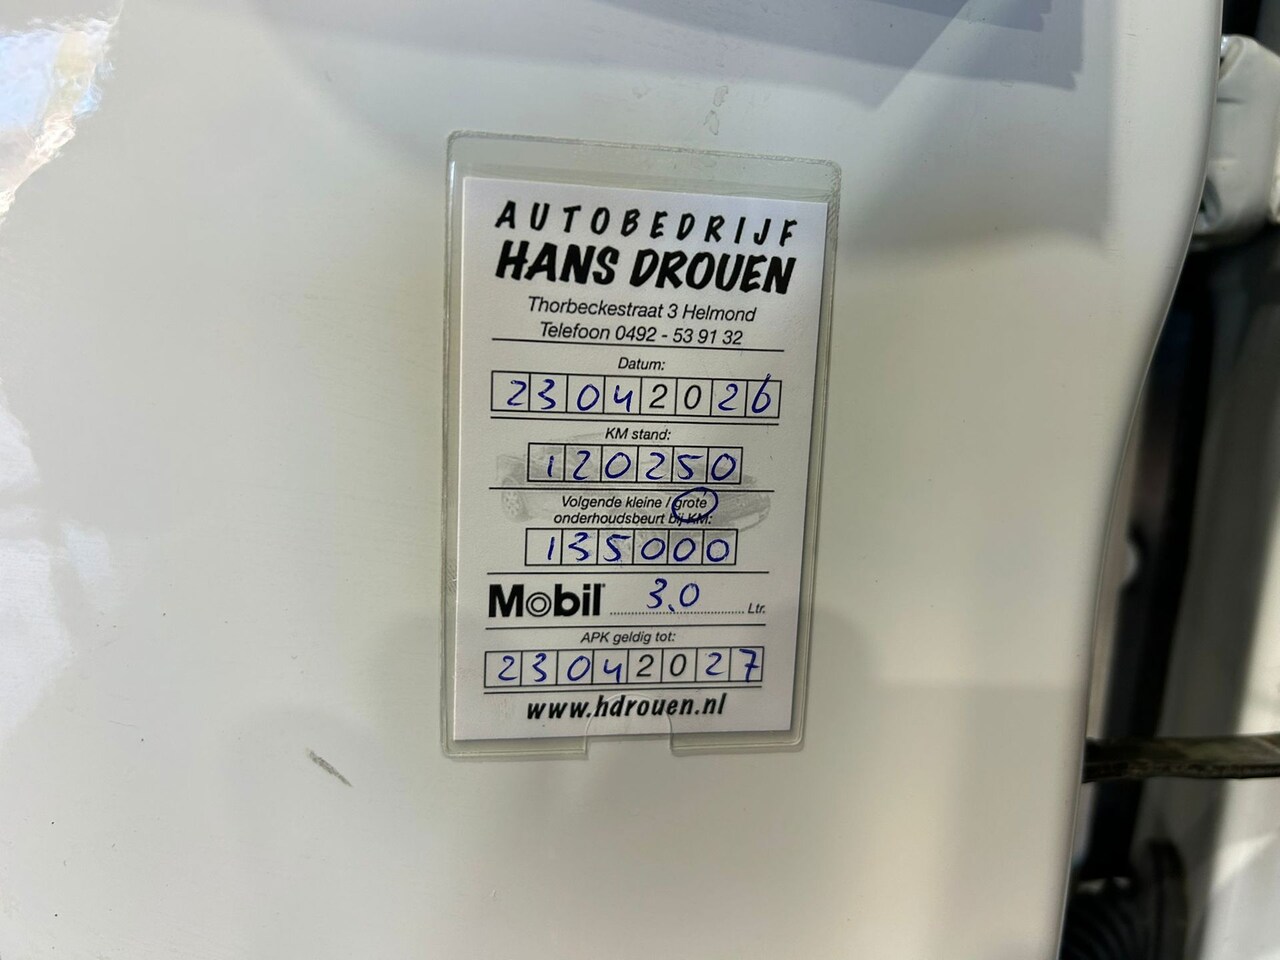 AUTOBEDRIJF
HANS DROUEN
Thorbeckestraat 3 Helmond
Telefoon 0492 - 53 91 32
Datum:
23042026
KM stand:
120250
Volgende kleine / grote
onderhoudsbeurt bij KM:
135000
Mobil 3.0 Ltr.
APK geldig tot:
23042027
www.hdrouen.nl